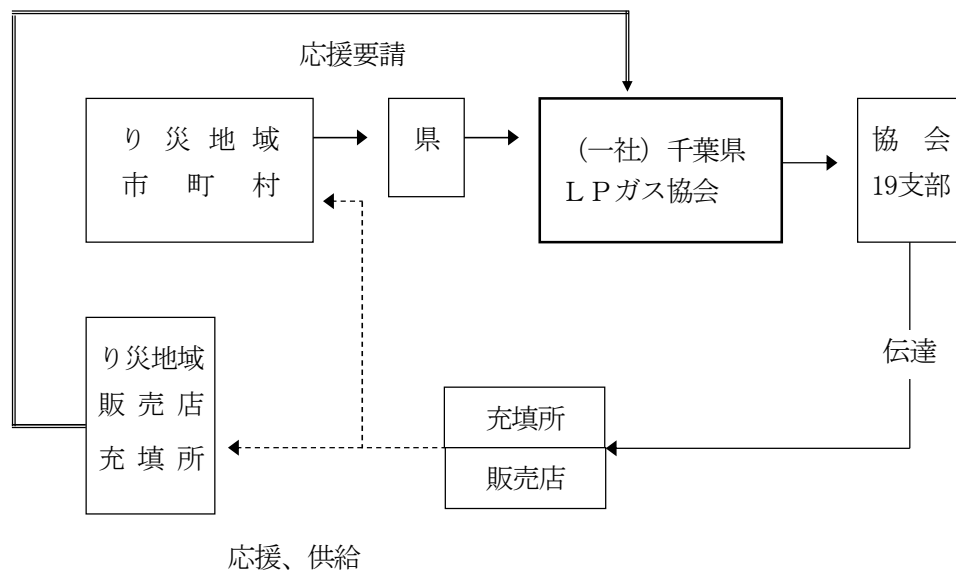 応援要請
り災地域
市町村
県
（一社）千葉県
ＬＰガス協会
協会
19支部
伝達
り災地域
販売店
充填所
充填所
販売店
応援、供給